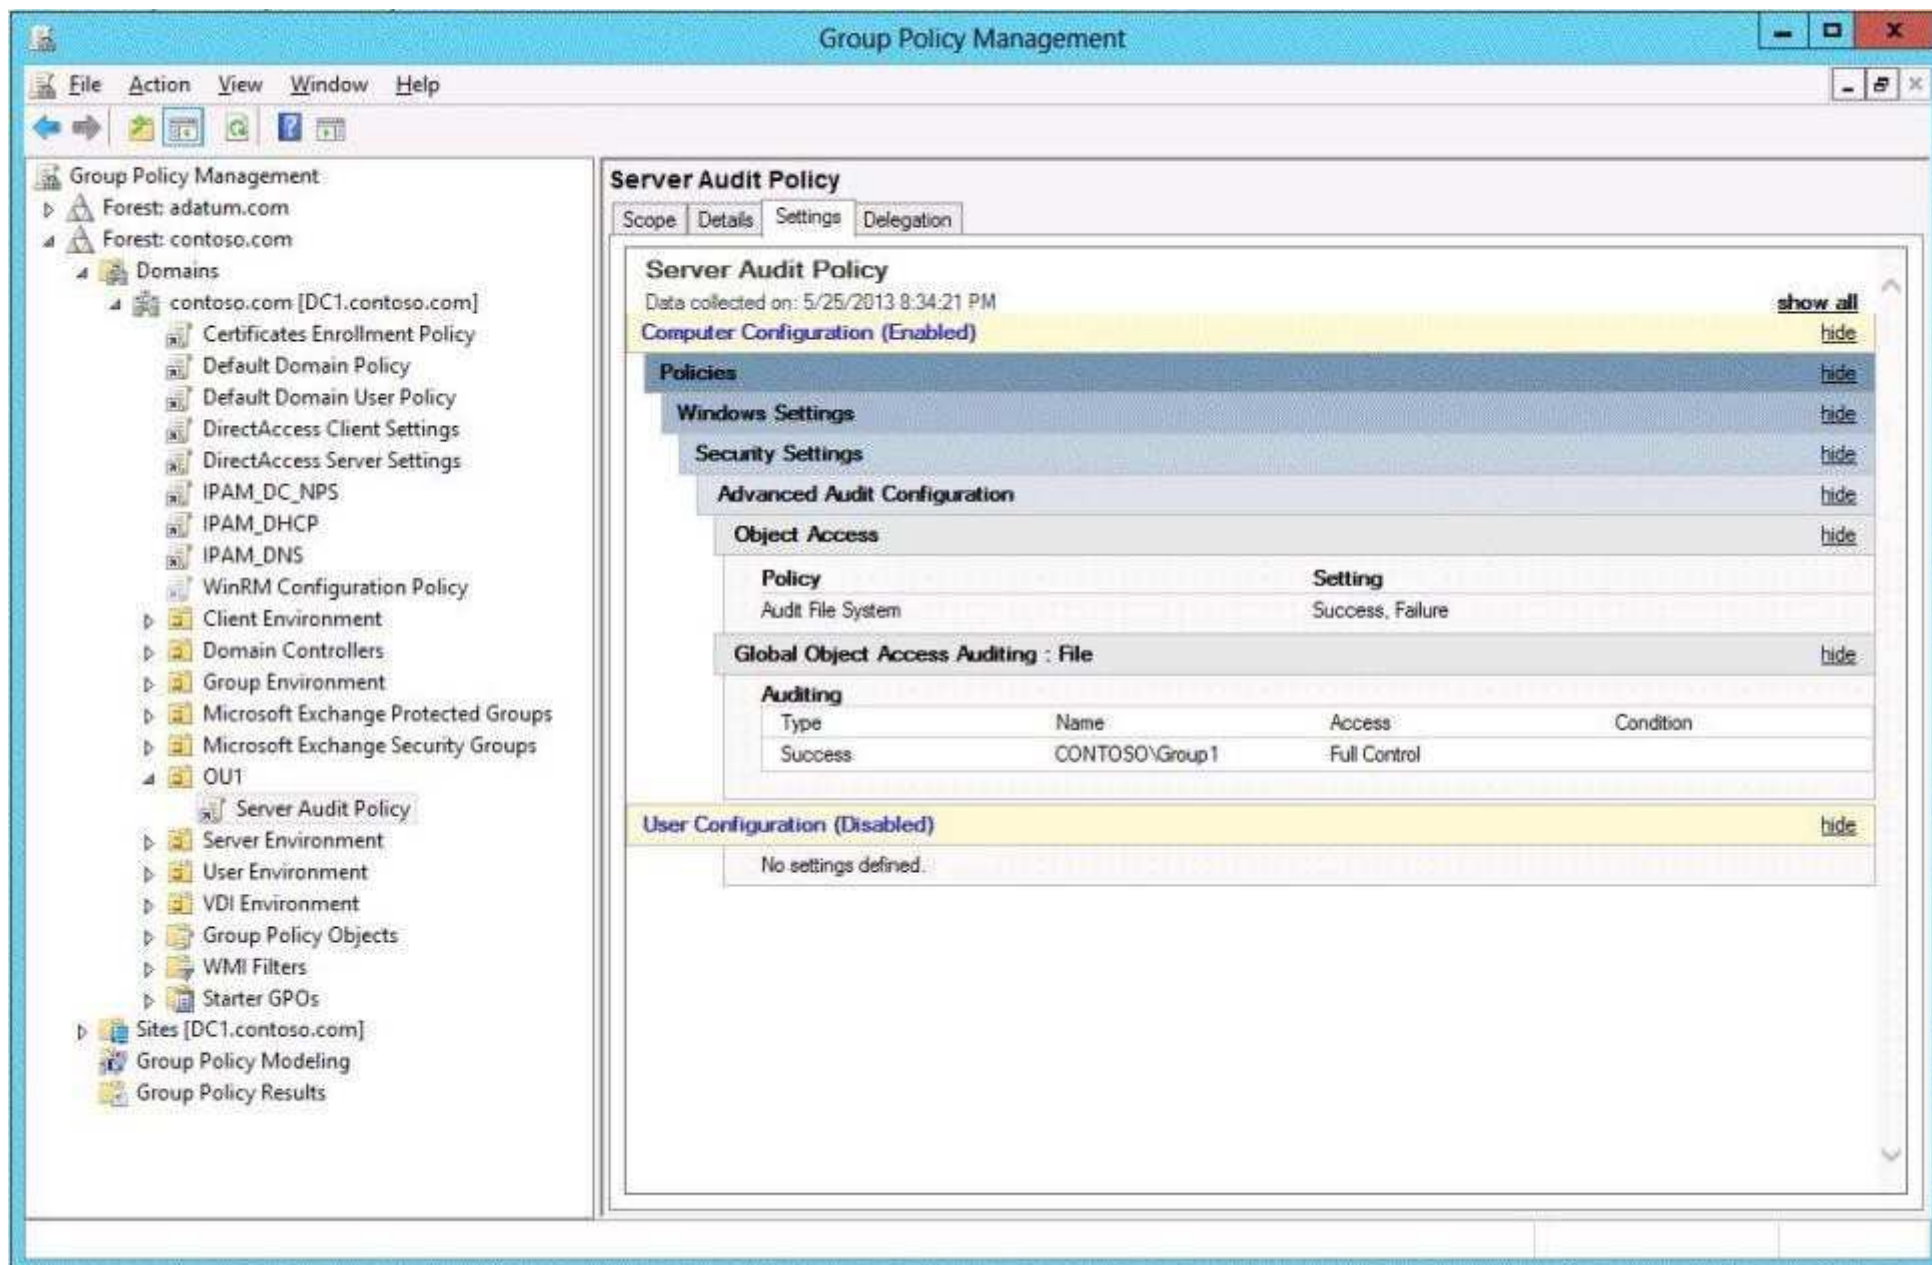 Group Policy Management
File Action View Window Help
Group Policy Management
Forest: adatum.com
Forest: contoso.com
Domains
contoso.com [DC1.contoso.com]
Certificates Enrollment Policy
Default Domain Policy
Default Domain User Policy
DirectAccess Client Settings
DirectAccess Server Settings
IPAM_DC_NPS
IPAM_DHCP
IPAM_DNS
WinRM Configuration Policy
Client Environment
Domain Controllers
Group Environment
Microsoft Exchange Protected Groups
Microsoft Exchange Security Groups
OU1
Server Audit Policy
Server Environment
User Environment
VDI Environment
Group Policy Objects
WMI Filters
Starter GPOs
Sites [DC1.contoso.com]
Group Policy Modeling
Group Policy Results
Server Audit Policy
Scope Details Settings Delegation
Server Audit Policy
Data collected on: 5/25/2013 8:34:21 PM show all
Computer Configuration (Enabled) hide
Policies hide
Windows Settings hide
Security Settings hide
Advanced Audit Configuration hide
Object Access hide
Policy Setting
Audit File System Success, Failure
Global Object Access Auditing : File hide
Auditing
Type Name Access Condition
Success CONTOSO\Group1 Full Control
User Configuration (Disabled) hide
No settings defined.